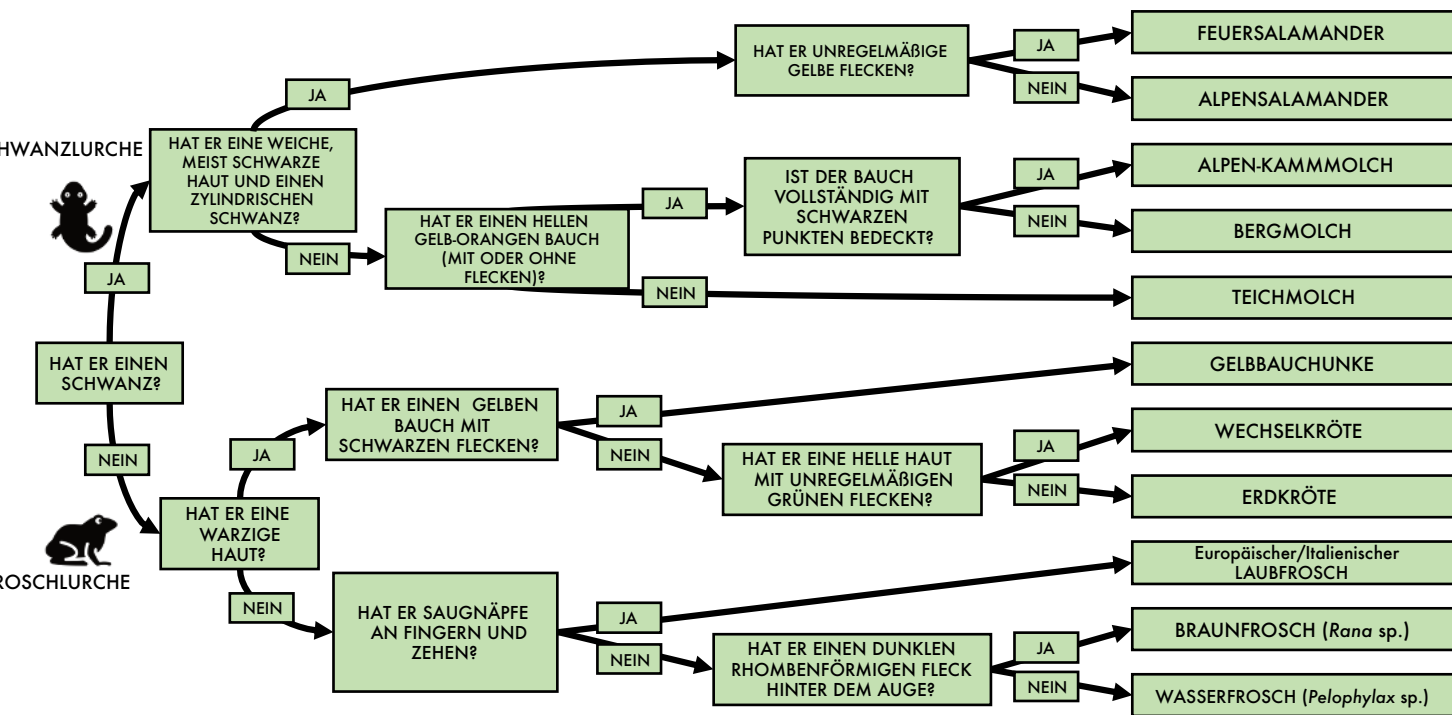 HAT ER UNREGELMÄßIGE
GELBE FLECKEN?
JA
NEIN
FEUERSALAMANDER
ALPENSALAMANDER
JA
HWANZLURCHE
HAT ER EINE WEICHE,
MEIST SCHWARZE
HAUT UND EINEN
ZYLINDRISCHEN
SCHWANZ?
NEIN
HAT ER EINEN HELLEN
GELB-ORANGEN BAUCH
(MIT ODER OHNE
FLECKEN)?
JA
IST DER BAUCH
VOLLSTÄNDIG MIT
SCHWARZEN
PUNKTEN BEDECKT?
JA
NEIN
ALPEN-KAMMMOLCH
BERGMOLCH
NEIN
TEICHMOLCH
JA
HAT ER EINEN
SCHWANZ?
NEIN
ROSCHLURCHE
HAT ER EINE
WARZIGE
HAUT?
JA
HAT ER EINEN GELBEN
BAUCH MIT
SCHWARZEN FLECKEN?
JA
GELBBAUCHUNKE
NEIN
HAT ER EINE HELLE HAUT
MIT UNREGELMÄßIGEN
GRÜNEN FLECKEN?
JA
NEIN
WECHSELKRÖTE
ERDKRÖTE
NEIN
HAT ER SAUGNÄPFE
AN FINGERN UND
ZEHEN?
JA
Europäischer/Italienischer
LAUBFROSCH
NEIN
HAT ER EINEN DUNKLEN
RHOMBENFÖRMIGEN FLECK
HINTER DEM AUGE?
JA
NEIN
BRAUNFROSCH (Rana sp.)
WASSERFROSCH (Pelophylax sp.)